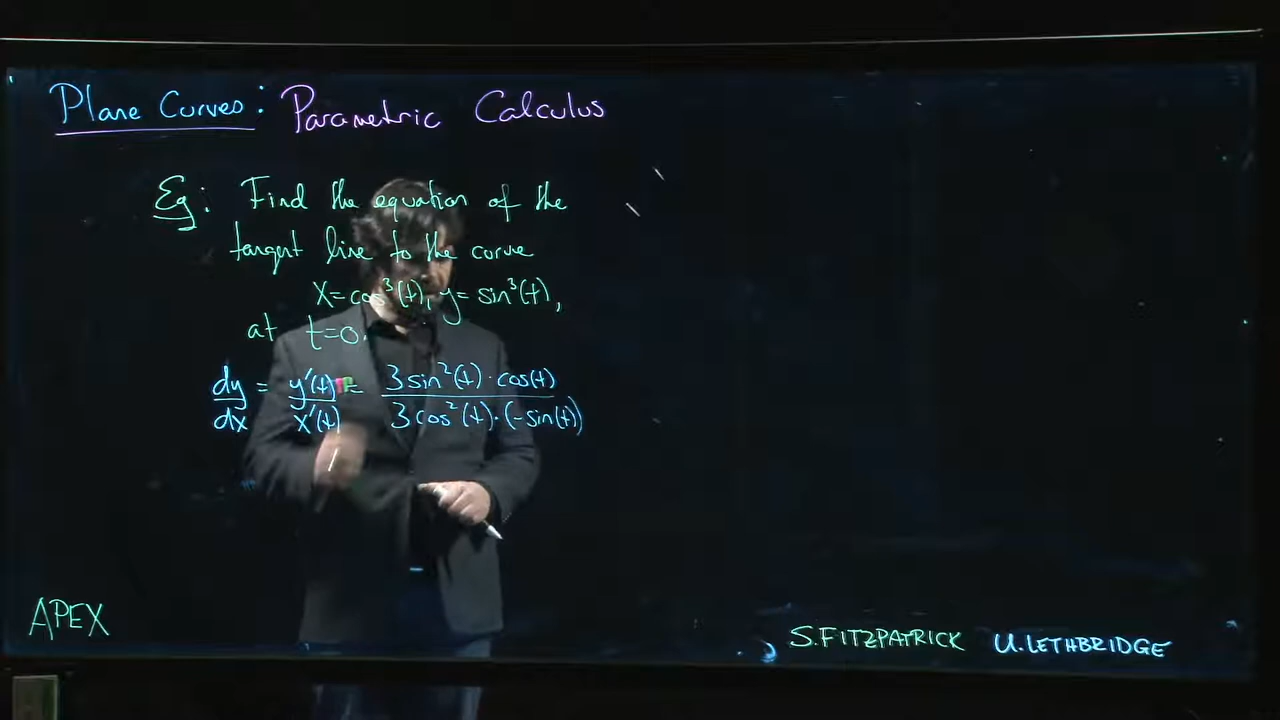 Plane Curves: Parametric Calculus
Eg: Find the equation of the
tangent line to the curve
x=cos³(t), y=sin³(t),
at t=0.
dy/dx = y'(t)/x'(t) = 3sin²(t)·cos(t)/3cos²(t)·(-sin(t))
APEX
S.FITZPATRICK U.LETHBRIDGE